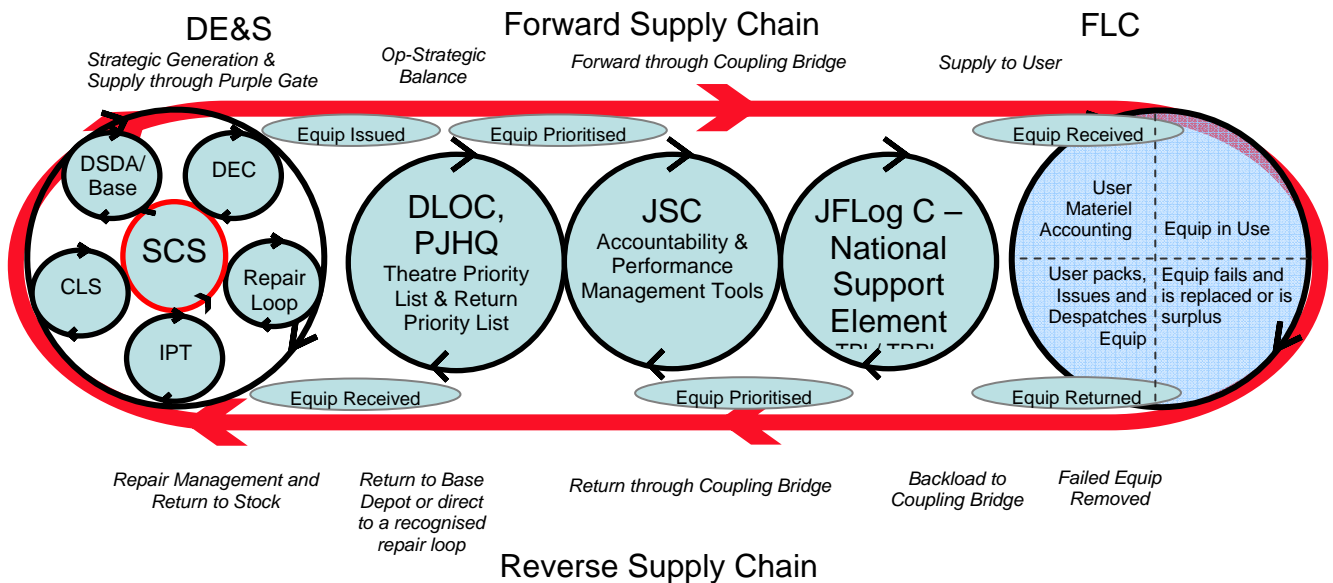 DE&S
Forward Supply Chain
FLC
Strategic Generation &
Supply through Purple Gate
Op-Strategic
Balance
Forward through Coupling Bridge
Supply to User
Equip Issued
Equip Prioritised
Equip Received
DSDA/
Base
DEC
SCS
CLS
Repair
Loop
IPT
DLOC,
PJHQ
Theatre Priority
List & Return
Priority List
JSC
Accountability &
Performance
Management Tools
JFLog C –
National
Support
Element
User
Materiel
Accounting
Equip in Use
User packs,
Issues and
Despatches
Equip
Equip fails and
is replaced or is
surplus
Equip Received
Equip Prioritised
Equip Returned
Repair Management and
Return to Stock
Return to Base
Depot or direct
to a recognised
repair loop
Return through Coupling Bridge
Backload to
Coupling Bridge
Failed Equip
Removed
Reverse Supply Chain